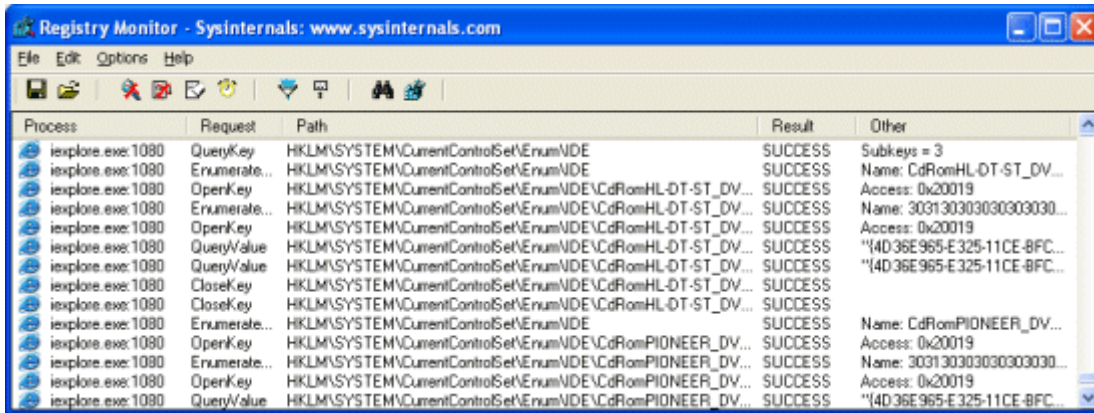 Registry Monitor - Sysinternals: www.sysinternals.com
File Edit Options Help
Process Request Path Result Other
iexplore.exe:1080 QueryKey HKLM\SYSTEM\CurrentControlSet\Enum\IDE SUCCESS Subkeys = 3
iexplore.exe:1080 Enumerate... HKLM\SYSTEM\CurrentControlSet\Enum\IDE SUCCESS Name: CdRomHL-DT-ST_DV...
iexplore.exe:1080 OpenKey HKLM\SYSTEM\CurrentControlSet\Enum\IDE\CdRomHL-DT-ST_DV... SUCCESS Access: 0x20019
iexplore.exe:1080 Enumerate... HKLM\SYSTEM\CurrentControlSet\Enum\IDE\CdRomHL-DT-ST_DV... SUCCESS Name: 303130303030303030...
iexplore.exe:1080 OpenKey HKLM\SYSTEM\CurrentControlSet\Enum\IDE\CdRomHL-DT-ST_DV... SUCCESS Access: 0x20019
iexplore.exe:1080 QueryValue HKLM\SYSTEM\CurrentControlSet\Enum\IDE\CdRomHL-DT-ST_DV... SUCCESS "{4D36E965-E325-11CE-BFC...
iexplore.exe:1080 QueryValue HKLM\SYSTEM\CurrentControlSet\Enum\IDE\CdRomHL-DT-ST_DV... SUCCESS "{4D36E965-E325-11CE-BFC...
iexplore.exe:1080 CloseKey HKLM\SYSTEM\CurrentControlSet\Enum\IDE\CdRomHL-DT-ST_DV... SUCCESS
iexplore.exe:1080 CloseKey HKLM\SYSTEM\CurrentControlSet\Enum\IDE\CdRomHL-DT-ST_DV... SUCCESS
iexplore.exe:1080 Enumerate... HKLM\SYSTEM\CurrentControlSet\Enum\IDE SUCCESS Name: CdRomPIONEER_DV...
iexplore.exe:1080 OpenKey HKLM\SYSTEM\CurrentControlSet\Enum\IDE\CdRomPIONEER_DV... SUCCESS Access: 0x20019
iexplore.exe:1080 Enumerate... HKLM\SYSTEM\CurrentControlSet\Enum\IDE\CdRomPIONEER_DV... SUCCESS Name: 303130303030303030...
iexplore.exe:1080 OpenKey HKLM\SYSTEM\CurrentControlSet\Enum\IDE\CdRomPIONEER_DV... SUCCESS Access: 0x20019
iexplore.exe:1080 QueryValue HKLM\SYSTEM\CurrentControlSet\Enum\IDE\CdRomPIONEER_DV... SUCCESS "{4D36E965-E325-11CE-BFC...